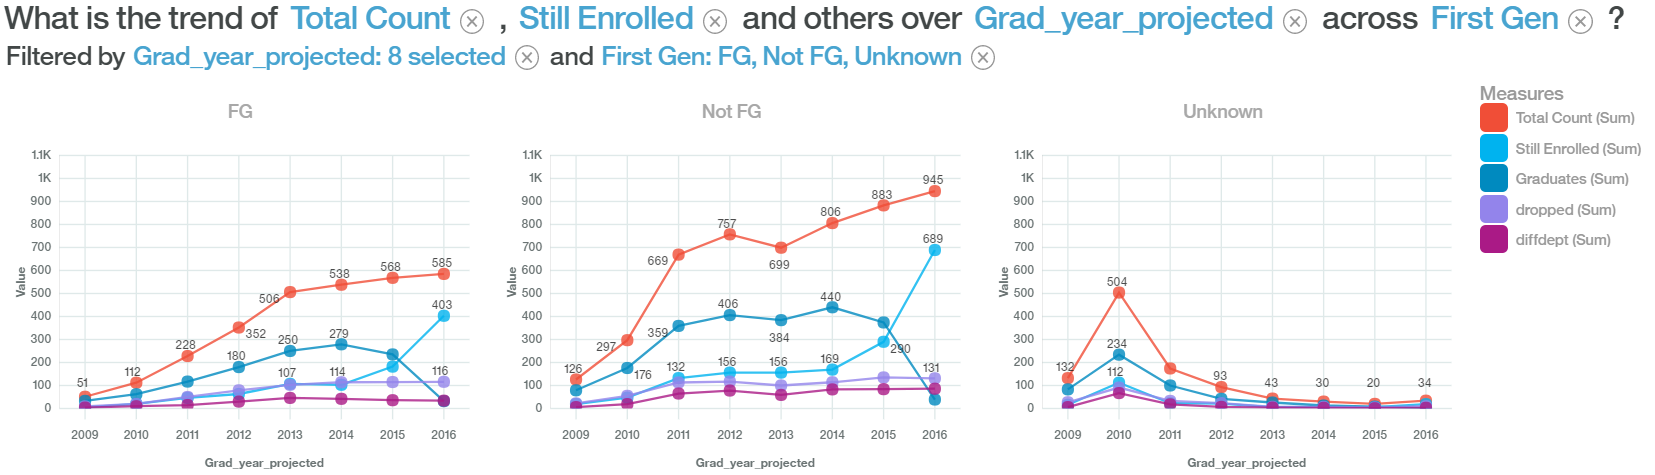 What is the trend of Total Count , Still Enrolled and others over Grad_year_projected across First Gen ?
Filtered by Grad_year_projected: 8 selected and First Gen: FG, Not FG, Unknown
FG
1.1K
1K
900
800
700
600
500
400
300
200
100
0
Value
51
112
228
352
506
538
568
585
403
180
250
279
107
114
116
2009 2010 2011 2012 2013 2014 2015 2016
Grad_year_projected
Not FG
1.1K
1K
900
800
700
600
500
400
300
200
100
0
Value
126
297
669
757
699
806
883
945
689
176
359
406
384
440
290
132
156
156
169
131
2009 2010 2011 2012 2013 2014 2015 2016
Grad_year_projected
Unknown
1.1K
1K
900
800
700
600
500
400
300
200
100
0
Value
132
504
234
112
93
43
30
20
34
2009 2010 2011 2012 2013 2014 2015 2016
Grad_year_projected
Measures
Total Count (Sum)
Still Enrolled (Sum)
Graduates (Sum)
dropped (Sum)
diffdept (Sum)